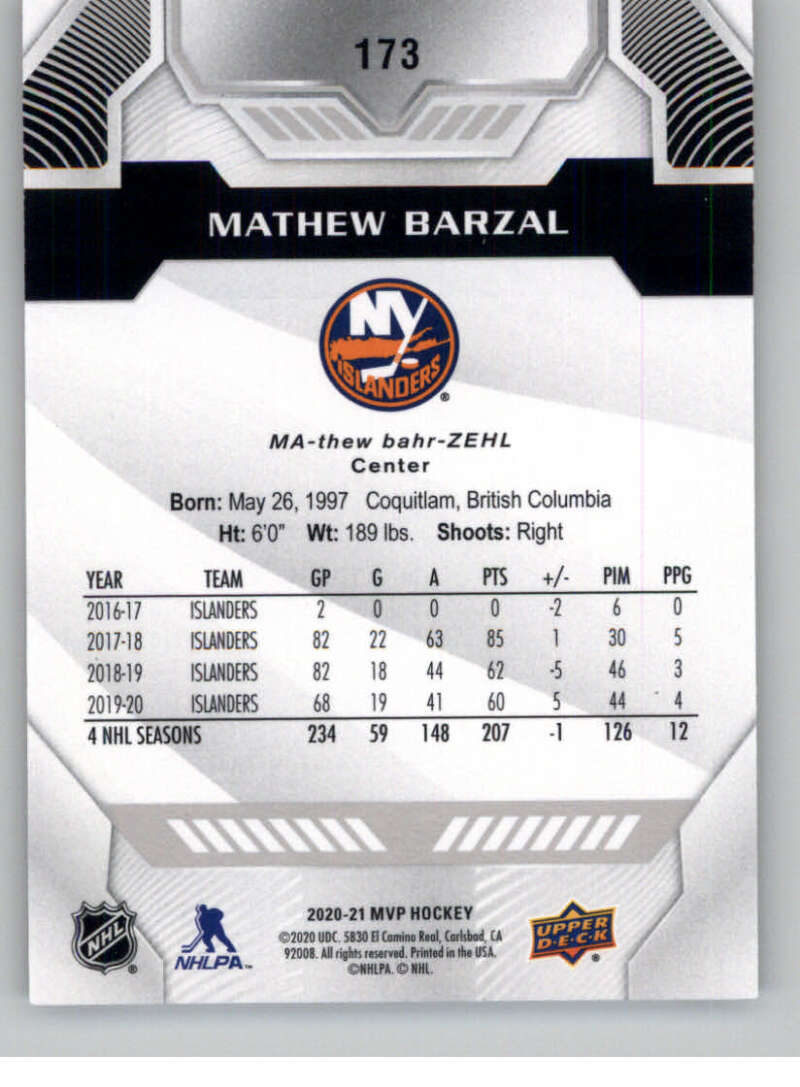 173
MATHEW BARZAL
NY
ISLANDERS
®
MA-thew bahr-ZEHL
Center
Born: May 26, 1997 Coquitlam, British Columbia
Ht: 6'0" Wt: 189 lbs. Shoots: Right
YEAR TEAM GP G A PTS +/- PIM PPG
2016-17 ISLANDERS 2 0 0 0 -2 6 0
2017-18 ISLANDERS 82 22 63 85 1 30 5
2018-19 ISLANDERS 82 18 44 62 -5 46 3
2019-20 ISLANDERS 68 19 41 60 5 44 4
4 NHL SEASONS 234 59 148 207 -1 126 12
NHL ®
NHLPA™
2020-21 MVP HOCKEY
©2020 UDC. 5830 El Camino Real, Carlsbad, CA
92008. All rights reserved. Printed in the USA.
©NHLPA. © NHL.
UPPER
D·E·C·K
®